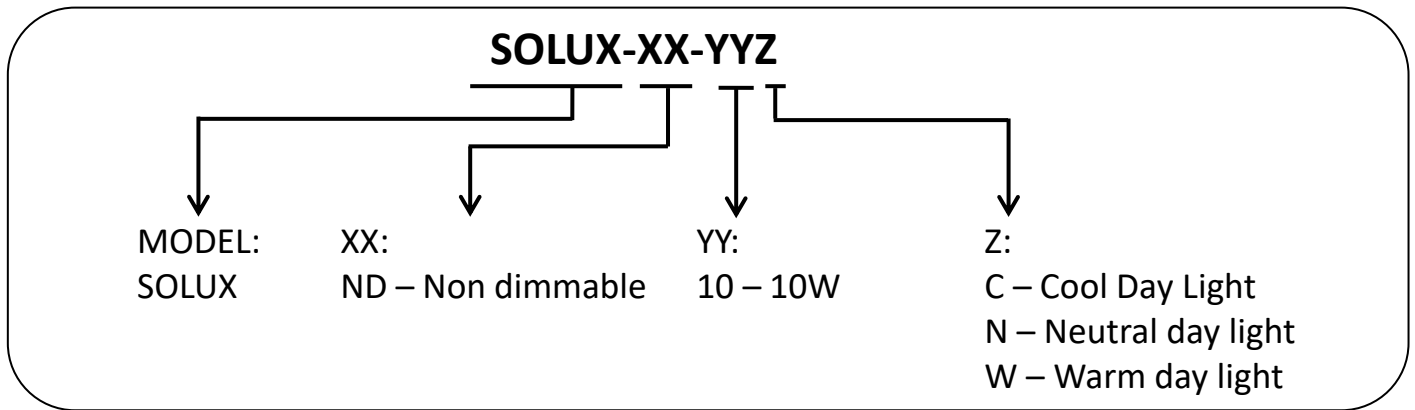 SOLUX-XX-YYZ
MODEL:
SOLUX
XX:
ND – Non dimmable
YY:
10 – 10W
Z:
C – Cool Day Light
N – Neutral day light
W – Warm day light